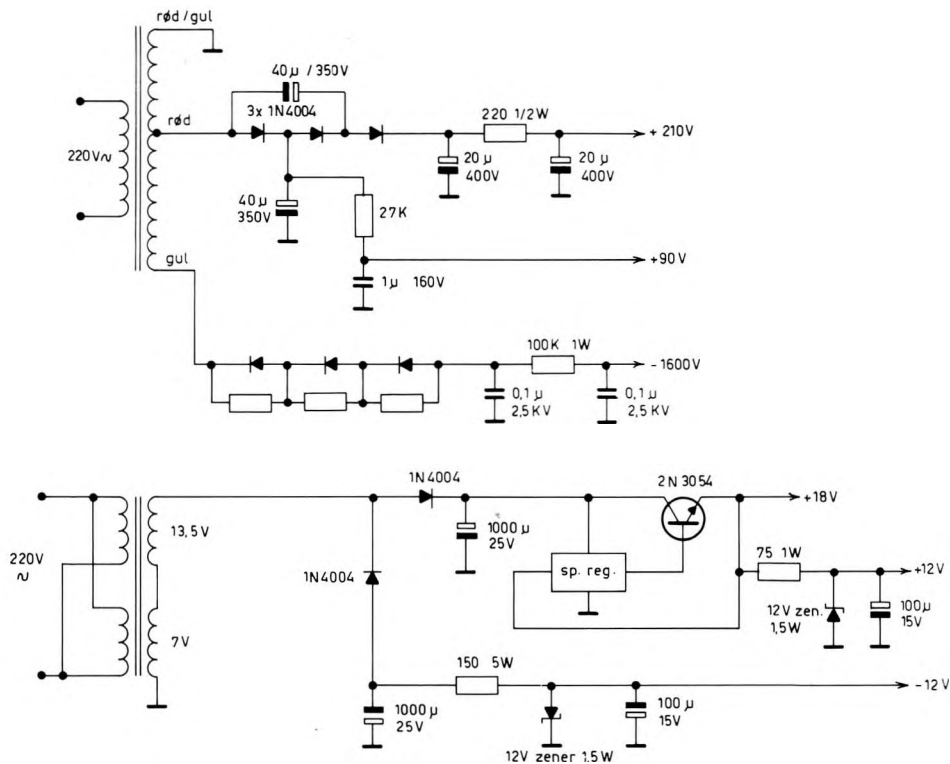 rød/gul
40µ / 350V
3x 1N4004
rød
220 1/2W
+ 210V
220V~
20µ
400V
20µ
400V
40µ
350V
27K
gul
+90V
1µ 160V
100K 1W
- 1600V
0,1µ
2,5KV
0,1µ
2,5KV
1N4004
2N3054
+18V
13,5V
1000µ
25V
220V
~
1N4004
sp. reg.
75 1W
+12V
12V zen.
1,5W
100µ
15V
7V
150 5W
-12V
1000µ
25V
100µ
15V
12V zener 1,5W